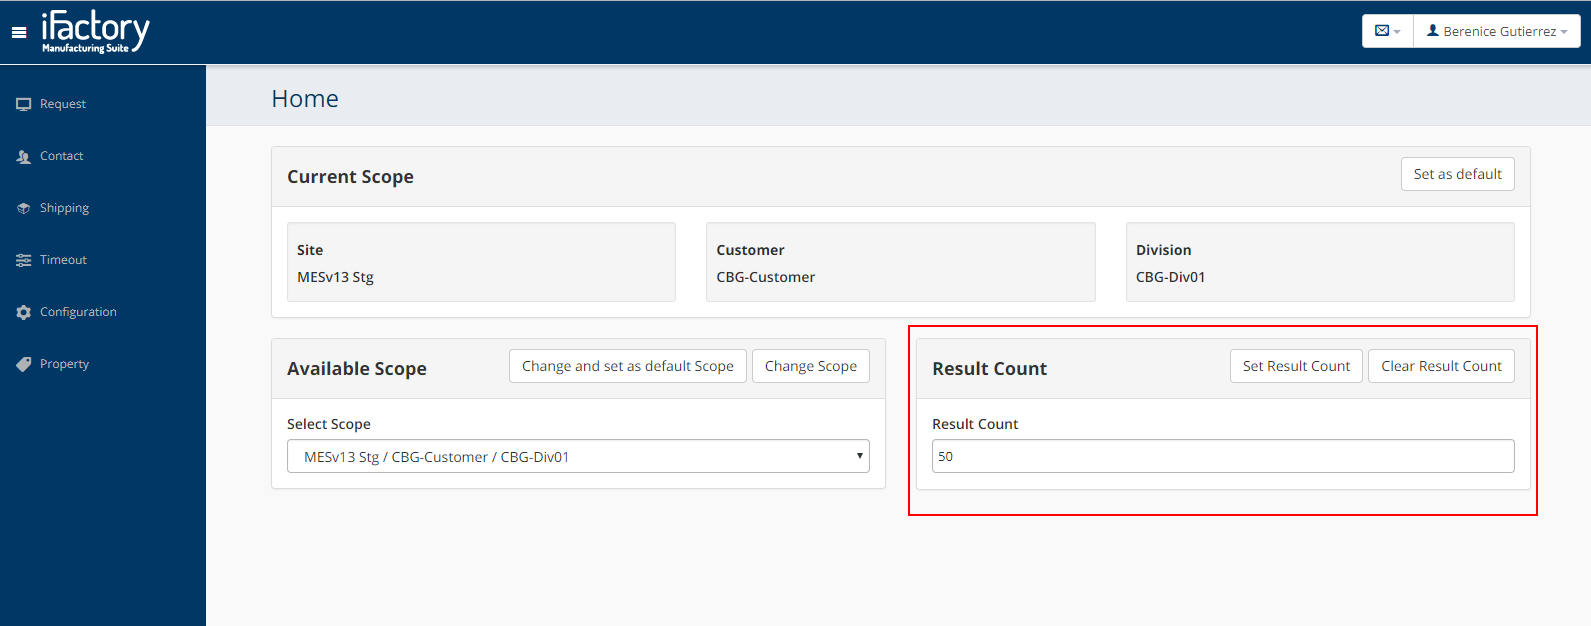 iFactory
Manufacturing Suite
Berenice Gutierrez
Request
Contact
Shipping
Timeout
Configuration
Property
Home
Current Scope
Set as default
Site
MESv13 Stg
Customer
CBG-Customer
Division
CBG-Div01
Available Scope
Change and set as default Scope
Change Scope
Select Scope
MESv13 Stg / CBG-Customer / CBG-Div01
Result Count
Set Result Count
Clear Result Count
Result Count
50